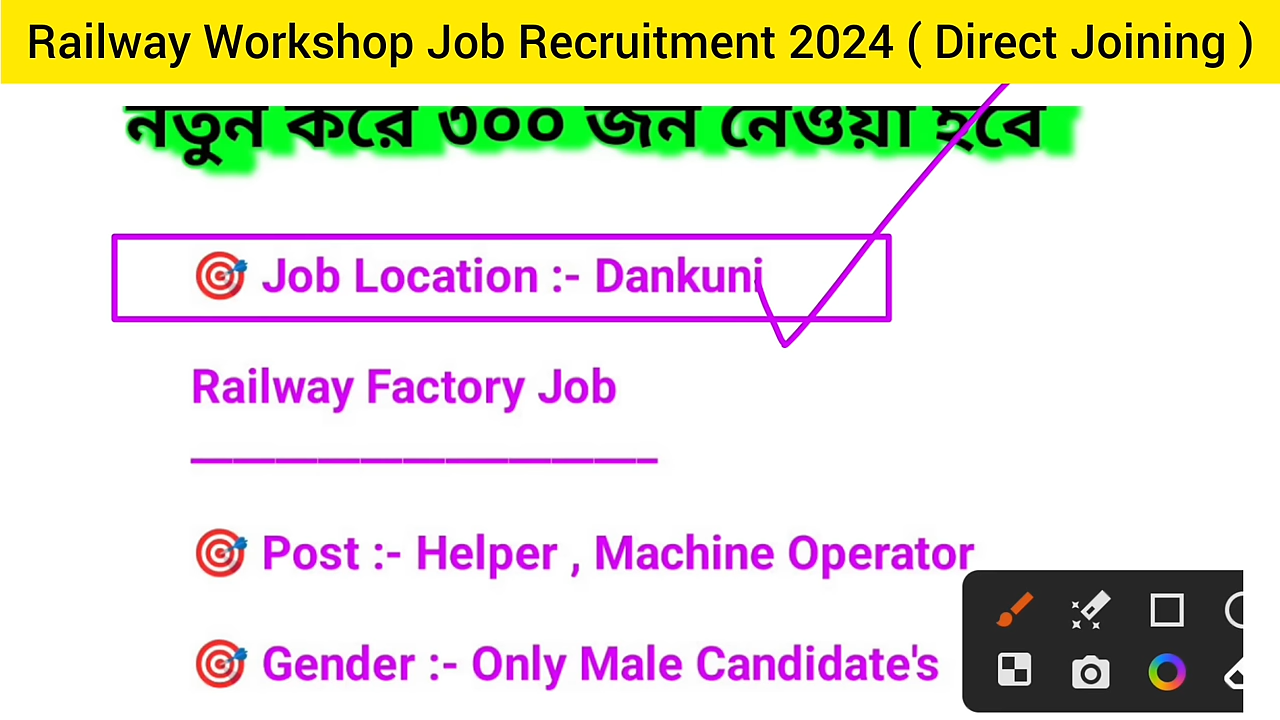 Railway Workshop Job Recruitment 2024 ( Direct Joining )
নতুন করে ৩০০ জন নেওয়া হবে
🎯 Job Location :- Dankuni
Railway Factory Job
———————————–
🎯 Post :- Helper , Machine Operator
🎯 Gender :- Only Male Candidate's